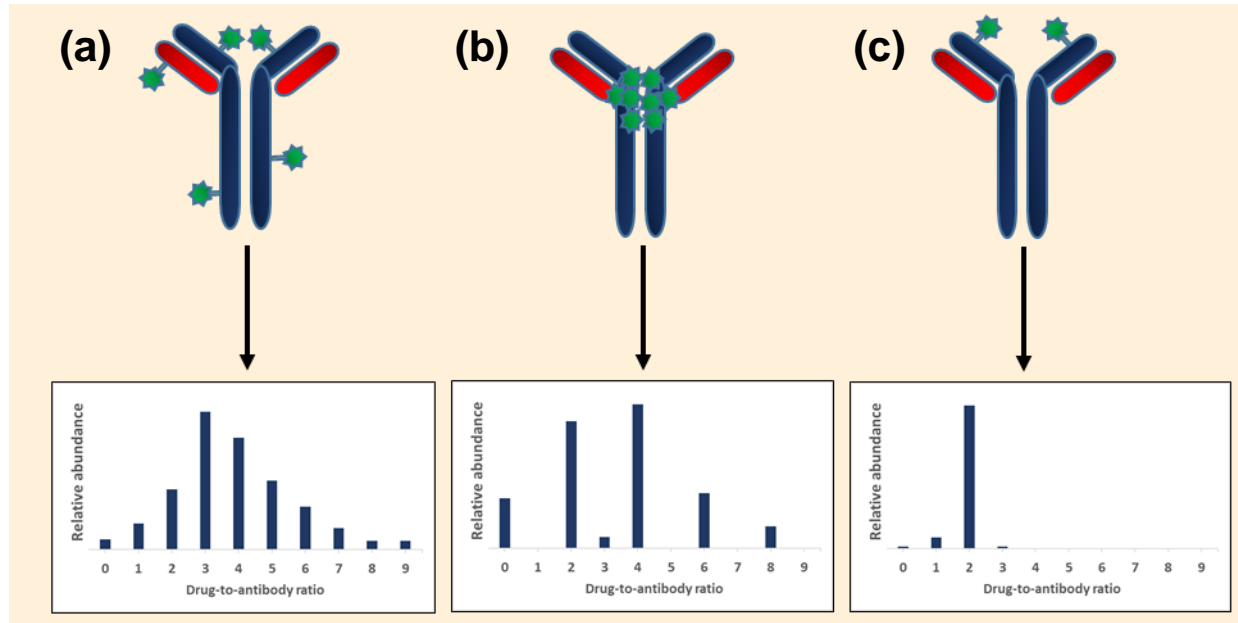 (a)
(b)
(c)
Relative abundance
0 1 2 3 4 5 6 7 8 9
Drug-to-antibody ratio
Relative abundance
0 1 2 3 4 5 6 7 8 9
Drug-to-antibody ratio
Relative abundance
0 1 2 3 4 5 6 7 8 9
Drug-to-antibody ratio